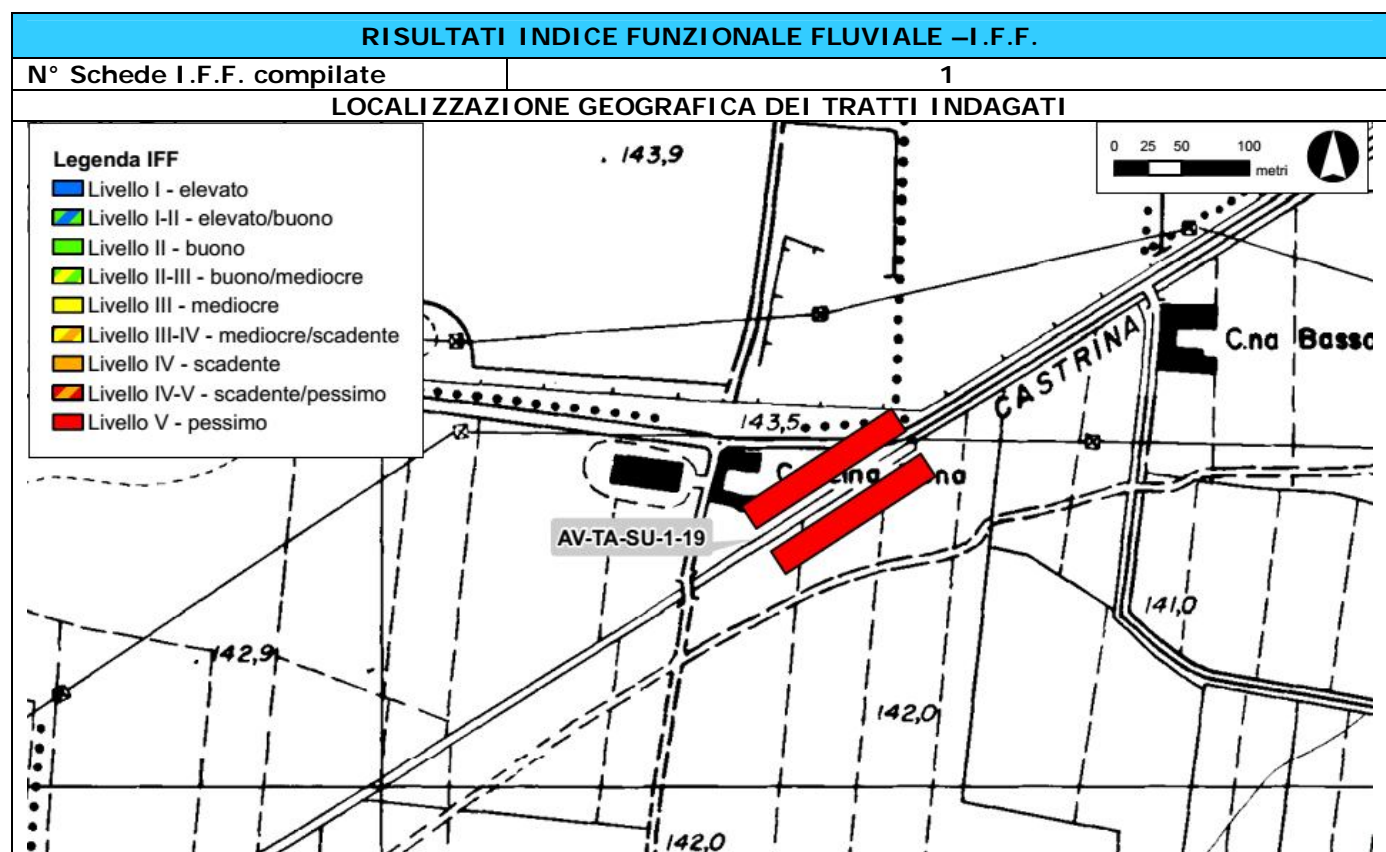 RISULTATI INDICE FUNZIONALE FLUVIALE –I.F.F.
N° Schede I.F.F. compilate 1
LOCALIZZAZIONE GEOGRAFICA DEI TRATTI INDAGATI
Legenda IFF
Livello I - elevato
Livello I-II - elevato/buono
Livello II - buono
Livello II-III - buono/mediocre
Livello III - mediocre
Livello III-IV - mediocre/scadente
Livello IV - scadente
Livello IV-V - scadente/pessimo
Livello V - pessimo
0 25 50 100
metri
143,9
CASTRINA
C.na Bassa
143,5
AV-TA-SU-1-19
141,0
142,9
142,0
142,0